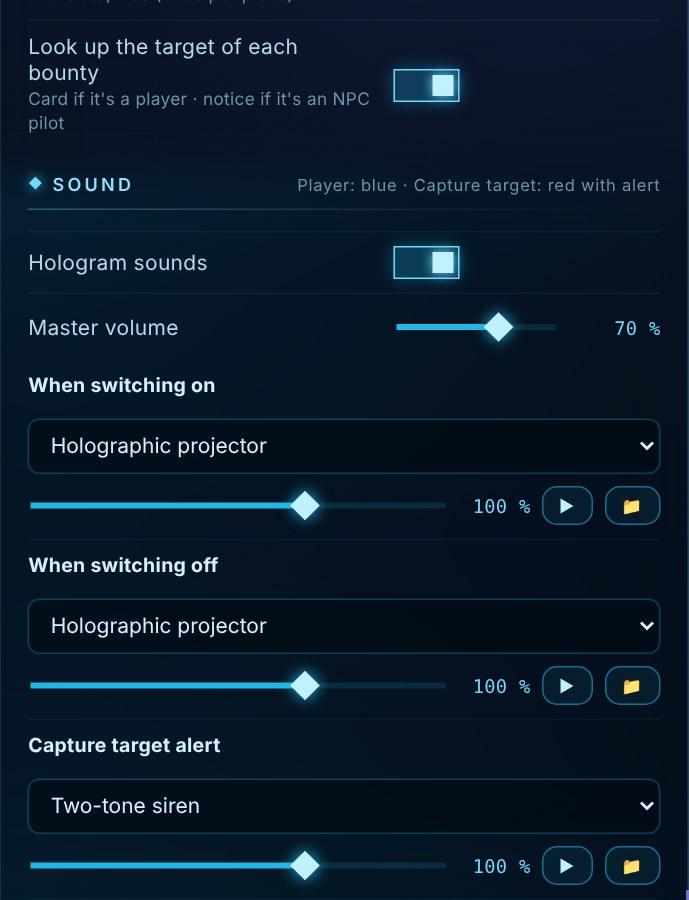 Look up the target of each
bounty
Card if it's a player · notice if it's an NPC
pilot
SOUND
Player: blue · Capture target: red with alert
Hologram sounds
Master volume
70 %
When switching on
Holographic projector
100 %
When switching off
Holographic projector
100 %
Capture target alert
Two-tone siren
100 %